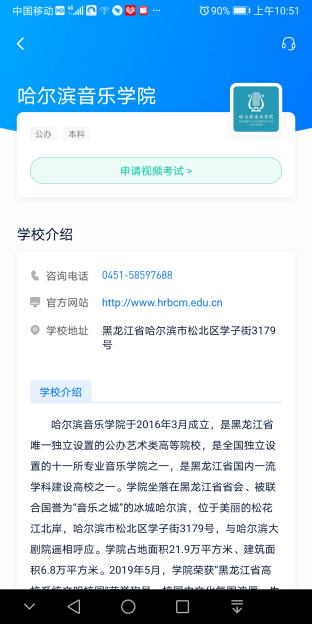 中国移动 HD 46 90% 上午10:51
哈尔滨音乐学院
哈尔滨音乐学院
公办 本科
申请视频考试 >
学校介绍
咨询电话 0451-58597688
官方网站 http://www.hrbcm.edu.cn
学校地址 黑龙江省哈尔滨市松北区学子街3179
号
学校介绍
哈尔滨音乐学院于2016年3月成立，是黑龙江省
唯一独立设置的公办艺术类高等院校，是全国独立设
置的十一所专业音乐学院之一，是黑龙江省国内一流
学科建设高校之一。学院坐落在黑龙江省省会、被联
合国誉为“音乐之城”的冰城哈尔滨，位于美丽的松花
江北岸，哈尔滨市松北区学子街3179号，与哈尔滨大
剧院遥相呼应。学院占地面积21.9万平方米、建筑面
积6.8万平方米。2019年5月，学院荣获“黑龙江省高